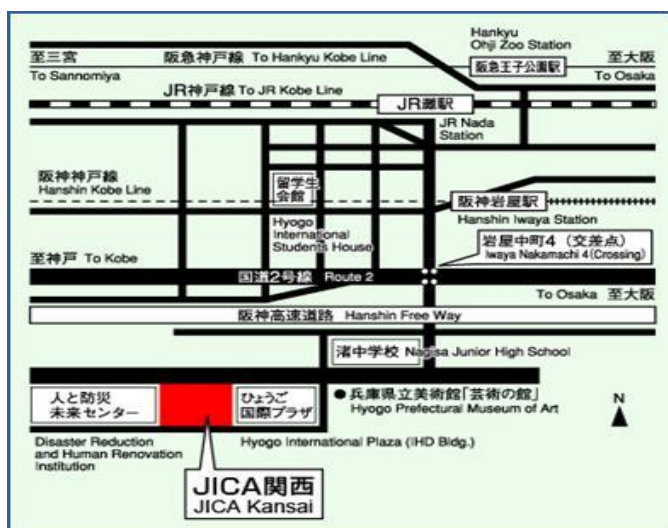 Hankyu
Ohji Zoo Station
至三宮
阪急神戸線 To Hankyu Kobe Line
阪急王子公園駅
至大阪
To Sannomiya
To Osaka
JR神戸線 To JR Kobe Line
JR灘駅
JR Nada
Station
阪神神戸線
Hanshin Kobe Line
留学生
会館
阪神岩屋駅
Hanshin Iwaya Station
Hyogo
International
Students House
岩屋中町4（交差点）
Iwaya Nakamachi 4(Crossing)
至神戸 To Kobe
国道2号線 Route 2
To Osaka 至大阪
阪神高速道路 Hanshin Free Way
渚中学校 Nagisa Junior High School
人と防災
未来センター
ひょうご
国際プラザ
●兵庫県立美術館「芸術の館」
Hyogo Prefectural Museum of Art
N
Disaster Reduction
and Human Renovation
Institution
Hyogo International Plaza (IHD Bldg.)
JICA関西
JICA Kansai